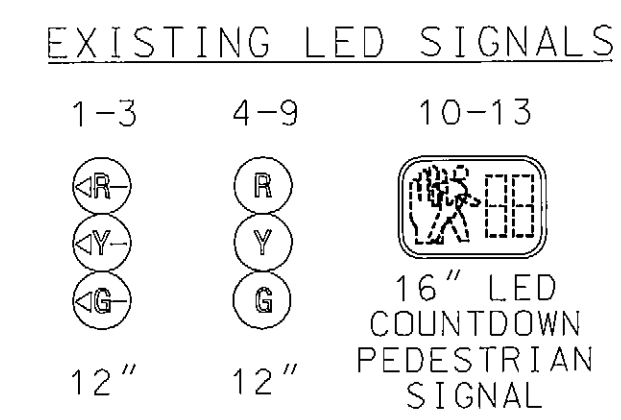 EXISTING LED SIGNALS
1-3 4-9 10-13
R R
Y Y
G G
12" 12"
16" LED
COUNTDOWN
PEDESTRIAN
SIGNAL